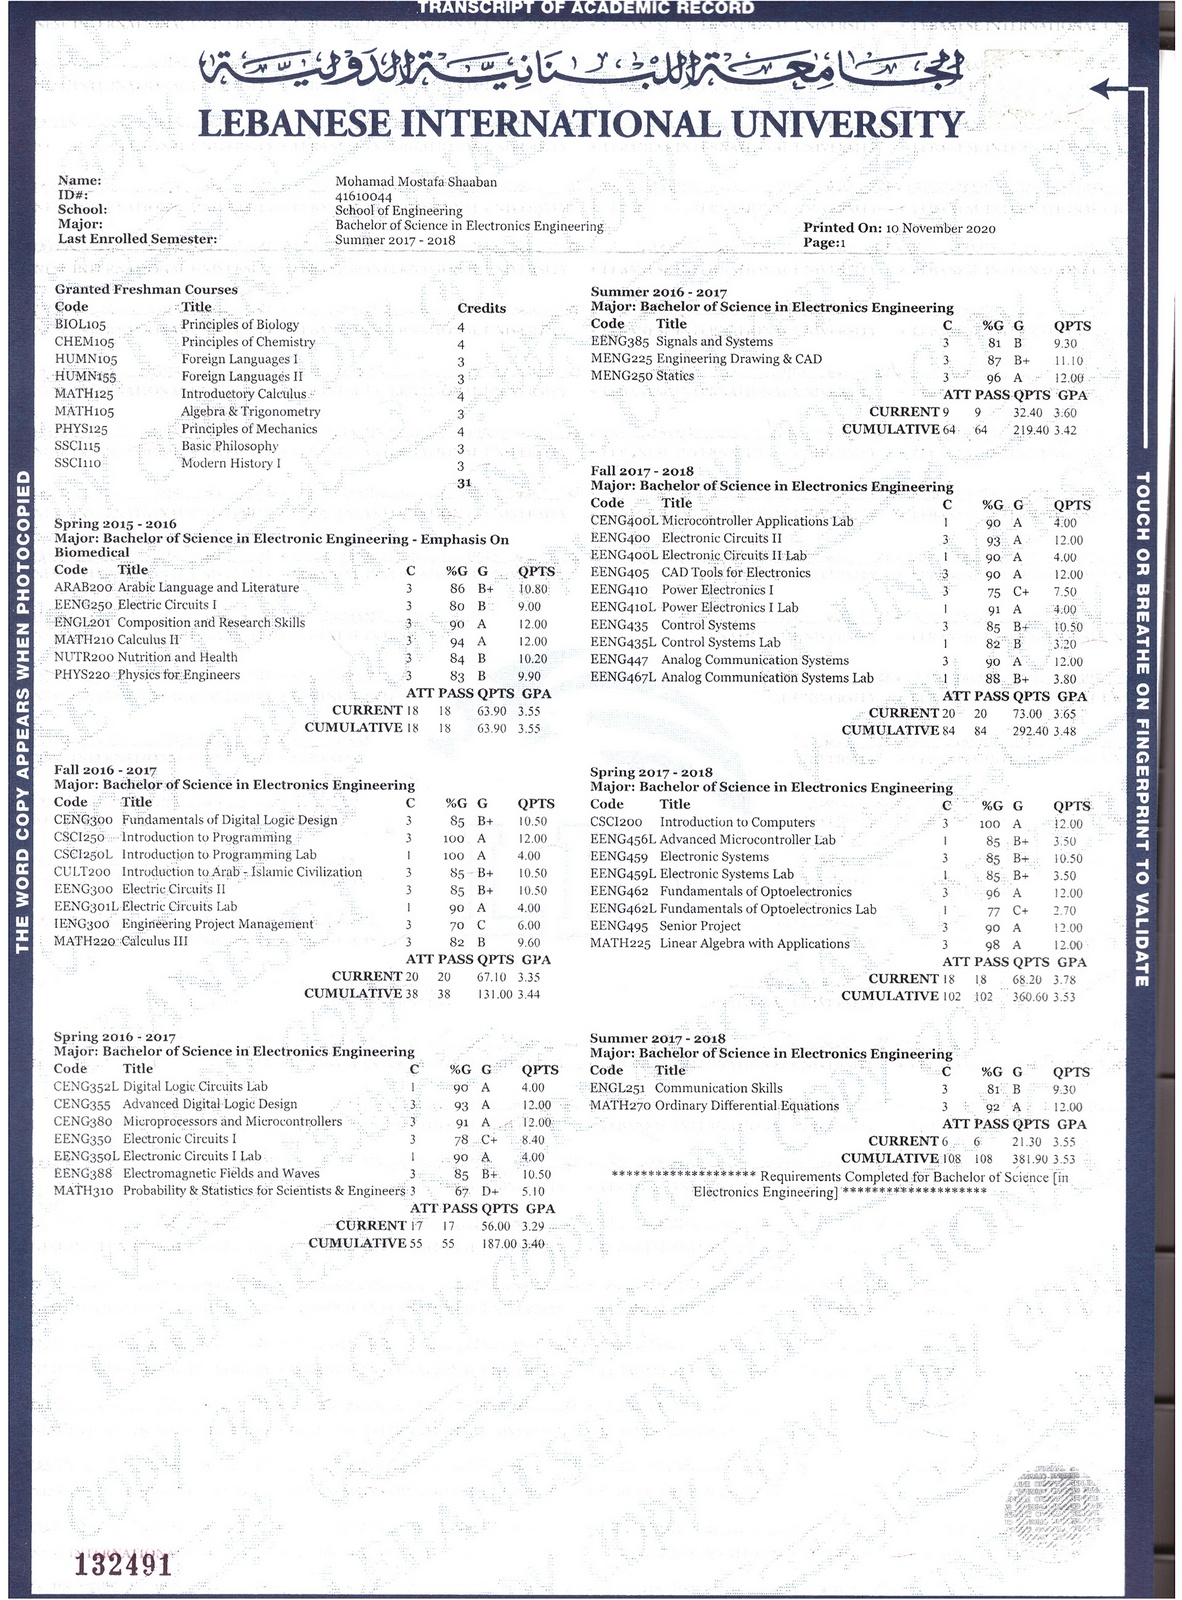 TRANSCRIPT OF ACADEMIC RECORD
الجامعة اللبنانية الدولية
LEBANESE INTERNATIONAL UNIVERSITY
Name: Mohamad Mostafa Shaaban
ID#: 41610044
School: School of Engineering
Major: Bachelor of Science in Electronics Engineering
Last Enrolled Semester: Summer 2017 - 2018
Printed On: 10 November 2020
Page:1
Granted Freshman Courses
Code Title Credits
BIOL105 Principles of Biology 4
CHEM105 Principles of Chemistry 4
HUMN105 Foreign Languages I 3
HUMN155 Foreign Languages II 3
MATH125 Introductory Calculus 4
MATH105 Algebra & Trigonometry 3
PHYS125 Principles of Mechanics 4
SSCI115 Basic Philosophy 3
SSCI110 Modern History I 3
31
Spring 2015 - 2016
Major: Bachelor of Science in Electronic Engineering - Emphasis On
Biomedical
Code Title C %G G QPTS
ARAB200 Arabic Language and Literature 3 86 B+ 10.80
EENG250 Electric Circuits I 3 80 B 9.00
ENGL201 Composition and Research Skills 3 90 A 12.00
MATH210 Calculus II 3 94 A 12.00
NUTR200 Nutrition and Health 3 84 B 10.20
PHYS220 Physics for Engineers 3 83 B 9.90
ATT PASS QPTS GPA
CURRENT 18 18 63.90 3.55
CUMULATIVE 18 18 63.90 3.55
Fall 2016 - 2017
Major: Bachelor of Science in Electronics Engineering
Code Title C %G G QPTS
CENG300 Fundamentals of Digital Logic Design 3 85 B+ 10.50
CSCI250 Introduction to Programming 3 100 A 12.00
CSCI250L Introduction to Programming Lab 1 100 A 4.00
CULT200 Introduction to Arab - Islamic Civilization 3 85 B+ 10.50
EENG300 Electric Circuits II 3 85 B+ 10.50
EENG301L Electric Circuits Lab 1 90 A 4.00
IENG300 Engineering Project Management 3 70 C 6.00
MATH220 Calculus III 3 82 B 9.60
ATT PASS QPTS GPA
CURRENT 20 20 67.10 3.35
CUMULATIVE 38 38 131.00 3.44
Spring 2016 - 2017
Major: Bachelor of Science in Electronics Engineering
Code Title C %G G QPTS
CENG352L Digital Logic Circuits Lab 1 90 A 4.00
CENG355 Advanced Digital Logic Design 3 93 A 12.00
CENG380 Microprocessors and Microcontrollers 3 91 A 12.00
EENG350 Electronic Circuits I 3 78 C+ 8.40
EENG350L Electronic Circuits I Lab 1 90 A 4.00
EENG388 Electromagnetic Fields and Waves 3 85 B+ 10.50
MATH310 Probability & Statistics for Scientists & Engineers 3 67 D+ 5.10
ATT PASS QPTS GPA
CURRENT 17 17 56.00 3.29
CUMULATIVE 55 55 187.00 3.40
Summer 2016 - 2017
Major: Bachelor of Science in Electronics Engineering
Code Title C %G G QPTS
EENG385 Signals and Systems 3 81 B 9.30
MENG225 Engineering Drawing & CAD 3 87 B+ 11.10
MENG250 Statics 3 96 A 12.00
ATT PASS QPTS GPA
CURRENT 9 9 32.40 3.60
CUMULATIVE 64 64 219.40 3.42
Fall 2017 - 2018
Major: Bachelor of Science in Electronics Engineering
Code Title C %G G QPTS
CENG400L Microcontroller Applications Lab 1 90 A 4.00
EENG400 Electronic Circuits II 3 93 A 12.00
EENG400L Electronic Circuits II Lab 1 90 A 4.00
EENG405 CAD Tools for Electronics 3 90 A 12.00
EENG410 Power Electronics I 3 75 C+ 7.50
EENG410L Power Electronics I Lab 1 91 A 4.00
EENG435 Control Systems 3 85 B+ 10.50
EENG435L Control Systems Lab 1 82 B 3.20
EENG447 Analog Communication Systems 3 90 A 12.00
EENG467L Analog Communication Systems Lab 1 88 B+ 3.80
ATT PASS QPTS GPA
CURRENT 20 20 73.00 3.65
CUMULATIVE 84 84 292.40 3.48
Spring 2017 - 2018
Major: Bachelor of Science in Electronics Engineering
Code Title C %G G QPTS
CSCI200 Introduction to Computers 3 100 A 12.00
EENG456L Advanced Microcontroller Lab 1 85 B+ 3.50
EENG459 Electronic Systems 3 85 B+ 10.50
EENG459L Electronic Systems Lab 1 85 B+ 3.50
EENG462 Fundamentals of Optoelectronics 3 96 A 12.00
EENG462L Fundamentals of Optoelectronics Lab 1 77 C+ 2.70
EENG495 Senior Project 3 90 A 12.00
MATH225 Linear Algebra with Applications 3 98 A 12.00
ATT PASS QPTS GPA
CURRENT 18 18 68.20 3.78
CUMULATIVE 102 102 360.60 3.53
Summer 2017 - 2018
Major: Bachelor of Science in Electronics Engineering
Code Title C %G G QPTS
ENGL251 Communication Skills 3 81 B 9.30
MATH270 Ordinary Differential Equations 3 92 A 12.00
ATT PASS QPTS GPA
CURRENT 6 6 21.30 3.55
CUMULATIVE 108 108 381.90 3.53
******************** Requirements Completed for Bachelor of Science [in
Electronics Engineering] ********************
THE WORD COPY APPEARS WHEN PHOTOCOPIED
TOUCH OR BREATHE ON FINGERPRINT TO VALIDATE
132491